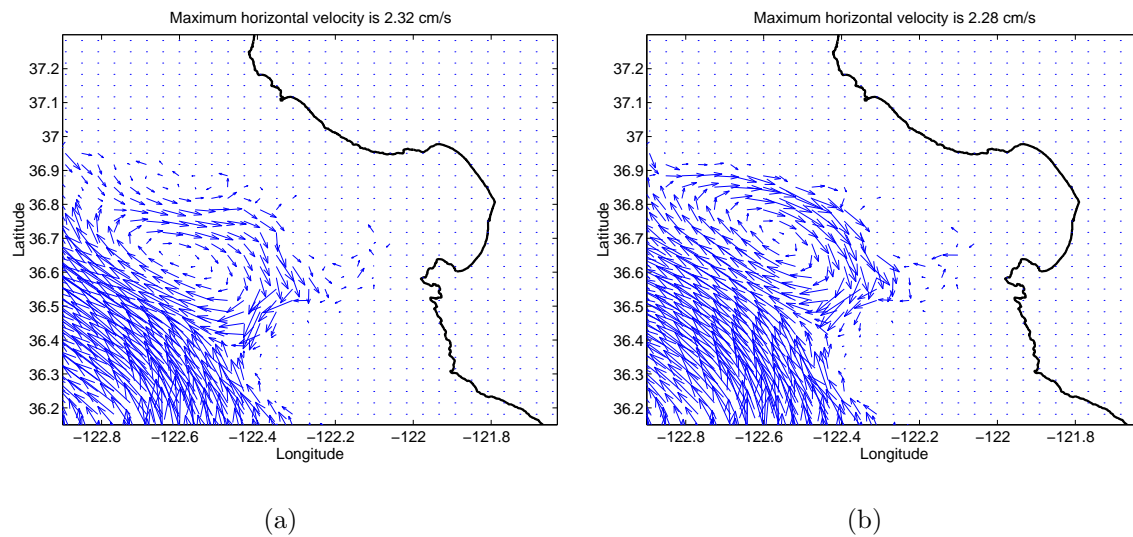 Maximum horizontal velocity is 2.32 cm/s
37.2
37.1
37
36.9
36.8
36.7
36.6
36.5
36.4
36.3
36.2
Latitude
−122.8 −122.6 −122.4 −122.2 −122 −121.8
Longitude
(a)
Maximum horizontal velocity is 2.28 cm/s
37.2
37.1
37
36.9
36.8
36.7
36.6
36.5
36.4
36.3
36.2
Latitude
−122.8 −122.6 −122.4 −122.2 −122 −121.8
Longitude
(b)